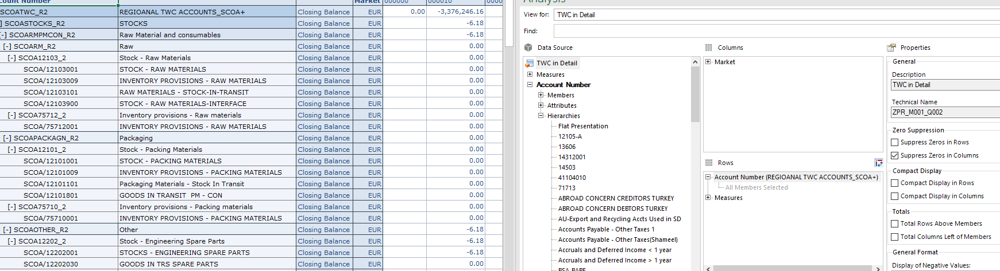 count Number Market 000000 000010 0000
SCOATWC_R2 REGIOANAL TWC ACCOUNTS_SCOA+ Closing Balance EUR 0.00 -3,376,246.16
] SCOASTOCKS_R2 STOCKS Closing Balance EUR -6.18
[-] SCOARMPMCON_R2 Raw Material and consumables Closing Balance EUR -6.18
[-] SCOARM_R2 Raw Closing Balance EUR 0.00
[-] SCOA12103_2 Stock - Raw Materials Closing Balance EUR 0.00
SCOA/12103001 STOCK - RAW MATERIALS Closing Balance EUR 0.00
SCOA/12103009 INVENTORY PROVISIONS - RAW MATERIALS Closing Balance EUR 0.00
SCOA/12103101 RAW MATERIALS - STOCK-IN-TRANSIT Closing Balance EUR 0.00
SCOA/12103900 STOCK - RAW MATERIALS-INTERFACE Closing Balance EUR 0.00
[-] SCOA75712_2 Inventory provisions - Raw materials Closing Balance EUR 0.00
SCOA/75712001 INVENTORY PROVISIONS - RAW MATERIALS Closing Balance EUR 0.00
[-] SCOAPACKAGN_R2 Packaging Closing Balance EUR 0.00
[-] SCOA12101_2 Stock - Packing Materials Closing Balance EUR 0.00
SCOA/12101001 STOCK - PACKING MATERIALS Closing Balance EUR 0.00
SCOA/12101009 INVENTORY PROVISIONS - PACKING MATERIALS Closing Balance EUR 0.00
SCOA/12101101 Packaging Materials - Stock In Transit Closing Balance EUR 0.00
SCOA/12101801 GOODS IN TRANSIT PM - CON Closing Balance EUR 0.00
[-] SCOA75710_2 Inventory provisions - Packing materials Closing Balance EUR 0.00
SCOA/75710001 INVENTORY PROVISIONS - PACKING MATERIALS Closing Balance EUR 0.00
[-] SCOAOTHER_R2 Other Closing Balance EUR -6.18
[-] SCOA12202_2 Stock - Engineering Spare Parts Closing Balance EUR -6.18
SCOA/12202001 STOCKS - ENGINEERING SPARE PARTS Closing Balance EUR -6.18
SCOA/12202030 GOODS IN TRS SPARE PARTS Closing Balance EUR 0.00
Analysis
View for: TWC in Detail
Find:
Data Source
TWC in Detail
Measures
Account Number
Members
Attributes
Hierarchies
Flat Presentation
12105-A
13606
14312001
14503
41104010
71713
ABROAD CONCERN CREDITORS TURKEY
ABROAD CONCERN DEBTORS TURKEY
AU-Export and Recycling Accts Used in SD
Accounts Payable - Other Taxes 1
Accounts Payable - Other Taxes(Shameel)
Accruals and Deferred Income < 1 year
Accruals and Deferred Income > 1 year
BSA BABE
Columns
Market
Rows
Account Number (REGIOANAL TWC ACCOUNTS_SCOA+)
All Members Selected
Measures
Properties
General
Description
TWC in Detail
Technical Name
ZPR_M001_Q002
Zero Suppression
Suppress Zeros in Rows
Suppress Zeros in Columns
Compact Display
Compact Display in Rows
Compact Display in Columns
Totals
Total Rows Above Members
Total Columns Left of Members
General Format
Display of Negative Values: